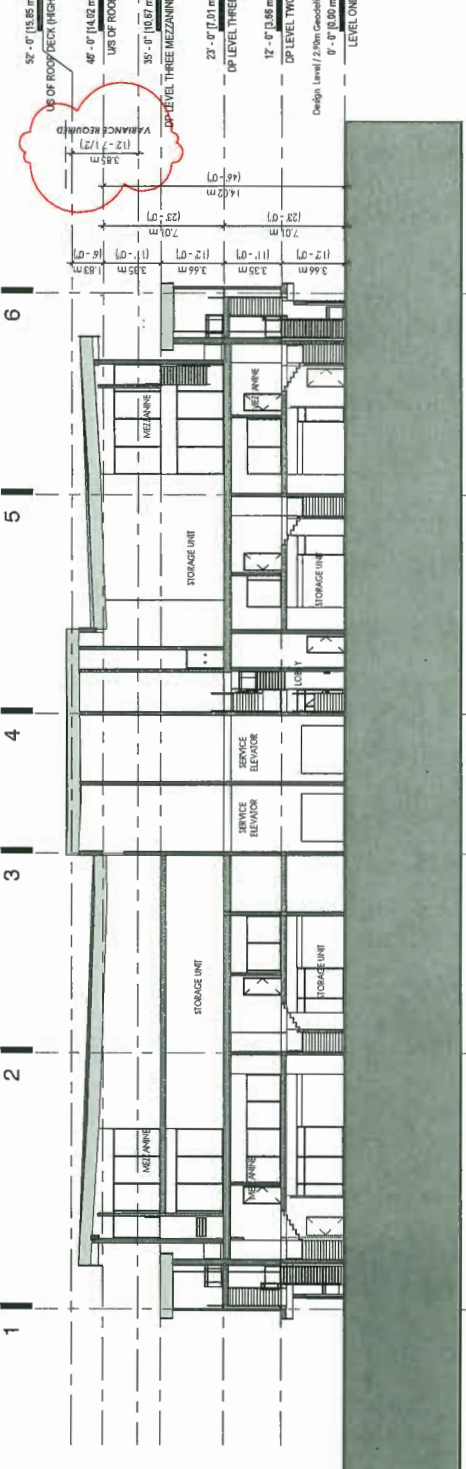 1
2
3
4
5
6
52' - 0" [15.85 m
U/S OF ROOF DECK (HIGH
46' - 0" [14.02 m
U/S OF ROOF
35' - 0" [10.67 m
DP LEVEL THREE MEZZANINE
23' - 0" [7.01 m
DP LEVEL THREE
12' - 0" [3.66 m
DP LEVEL TWO
Design Level / 2.90m Geodeti
0' - 0" [0.00 m
LEVEL ONE
VARIANCE REQUIRED
(12' - 7 1/2")
3.85 m
(46' - 0")
14.02 m
(23' - 0")
7.01 m
(23' - 0")
7.01 m
(6' - 0")
1.83 m
(11' - 0")
3.35 m
(12' - 0")
3.66 m
(11' - 0")
3.35 m
(12' - 0")
3.66 m
MEZZANINE
STORAGE UNIT
MEZZANINE
STORAGE UNIT
SERVICE
ELEVATOR
SERVICE
ELEVATOR
LOBBY
STORAGE UNIT
MEZZANINE
STORAGE UNIT
MEZZANINE